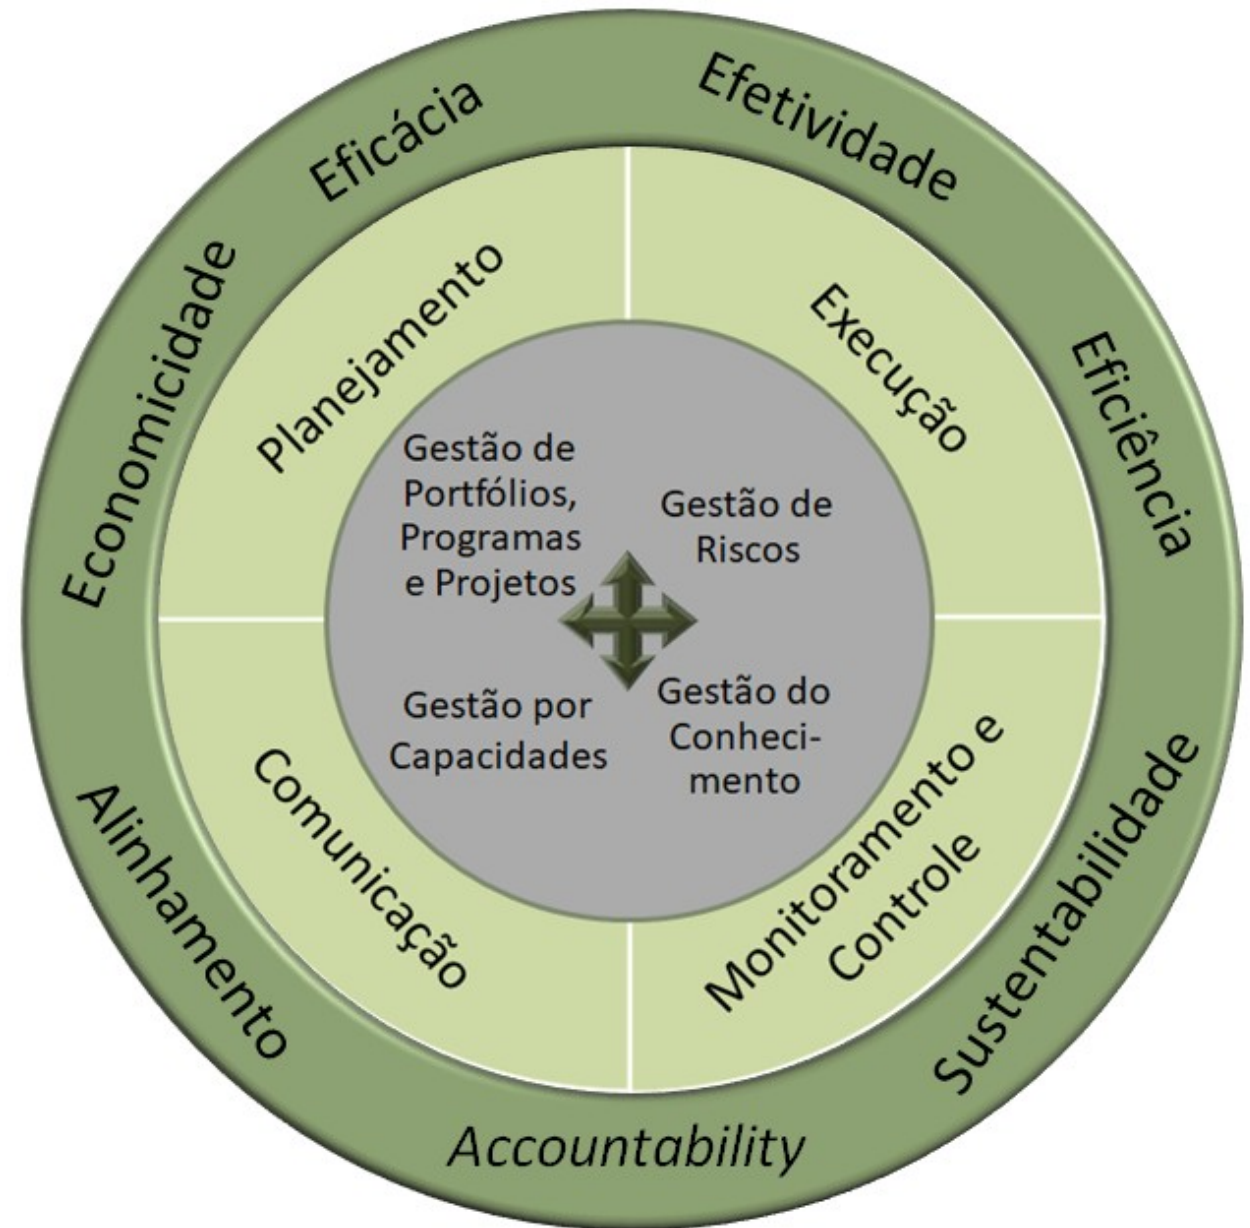 Eficácia
Efetividade
Economicidade
Eficiência
Alinhamento
Sustentabilidade
Accountability
Planejamento
Execução
Comunicação
Monitoramento e
Controle
Gestão de
Portfólios,
Programas
e Projetos
Gestão de
Riscos
Gestão por
Capacidades
Gestão do
Conheci-
mento